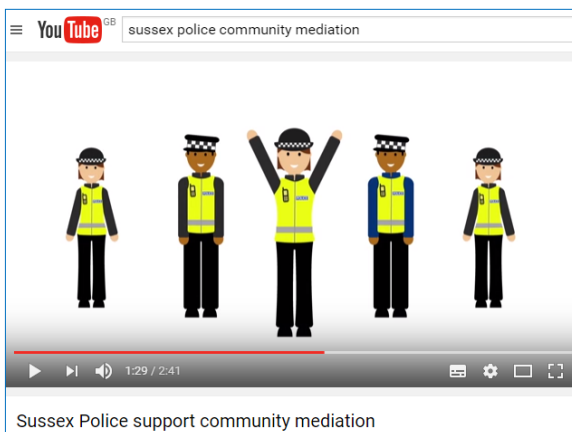 YouTube GB
sussex police community mediation
1:29 / 2:41
Sussex Police support community mediation